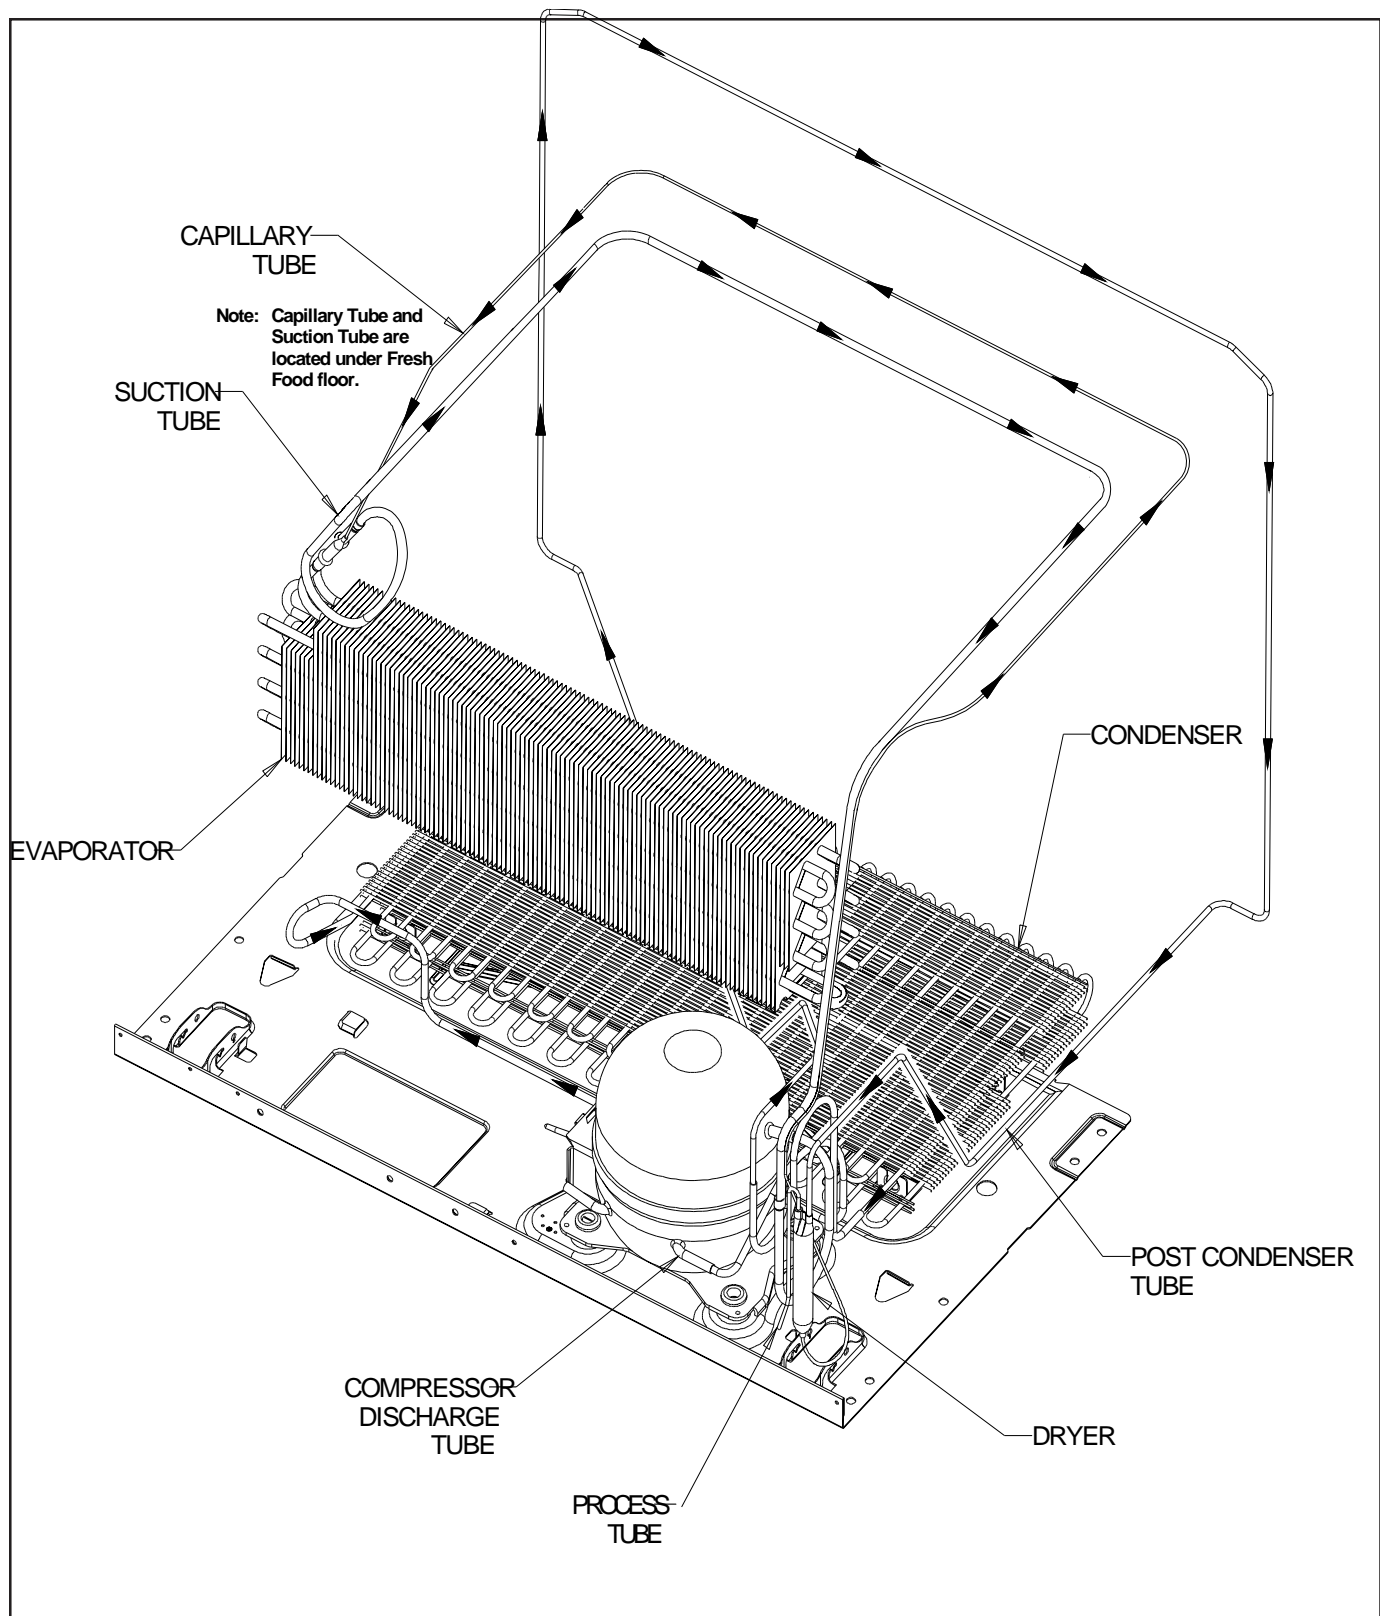 CAPILLARY
TUBE
Note: Capillary Tube and
Suction Tube are
located under Fresh
Food floor.
SUCTION
TUBE
CONDENSER
EVAPORATOR
POST CONDENSER
TUBE
COMPRESSOR
DISCHARGE
TUBE
DRYER
PROCESS
TUBE